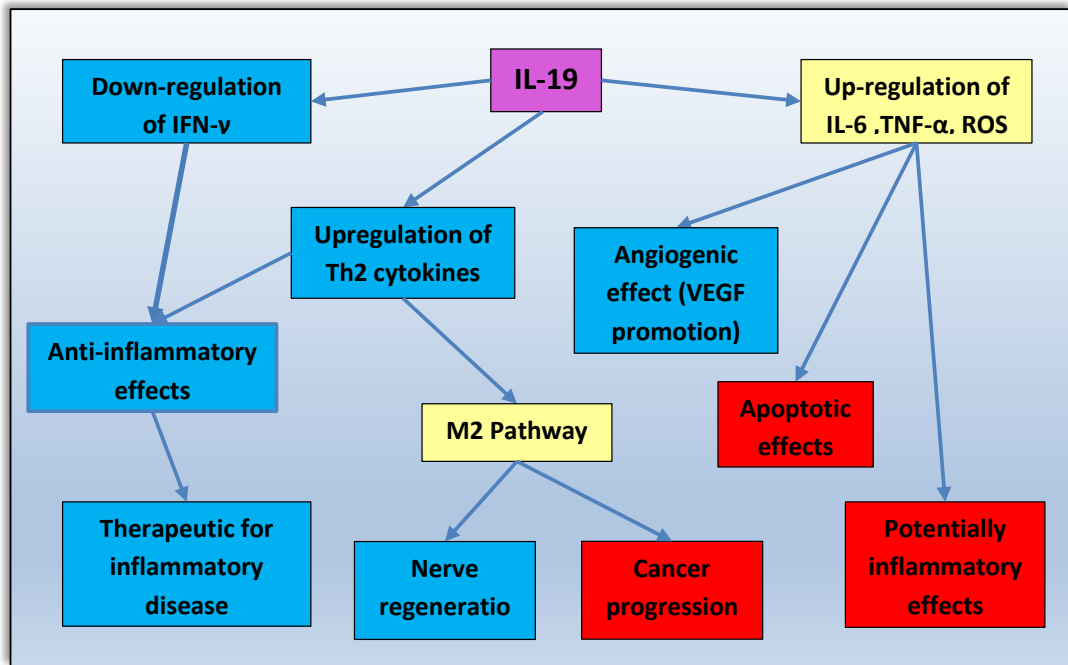 IL-19
Down-regulation
of IFN-γ
Up-regulation of
IL-6 ,TNF-α, ROS
Upregulation of
Th2 cytokines
Angiogenic
effect (VEGF
promotion)
Anti-inflammatory
effects
Apoptotic
effects
M2 Pathway
Therapeutic for
inflammatory
disease
Nerve
regeneratio
Cancer
progression
Potentially
inflammatory
effects